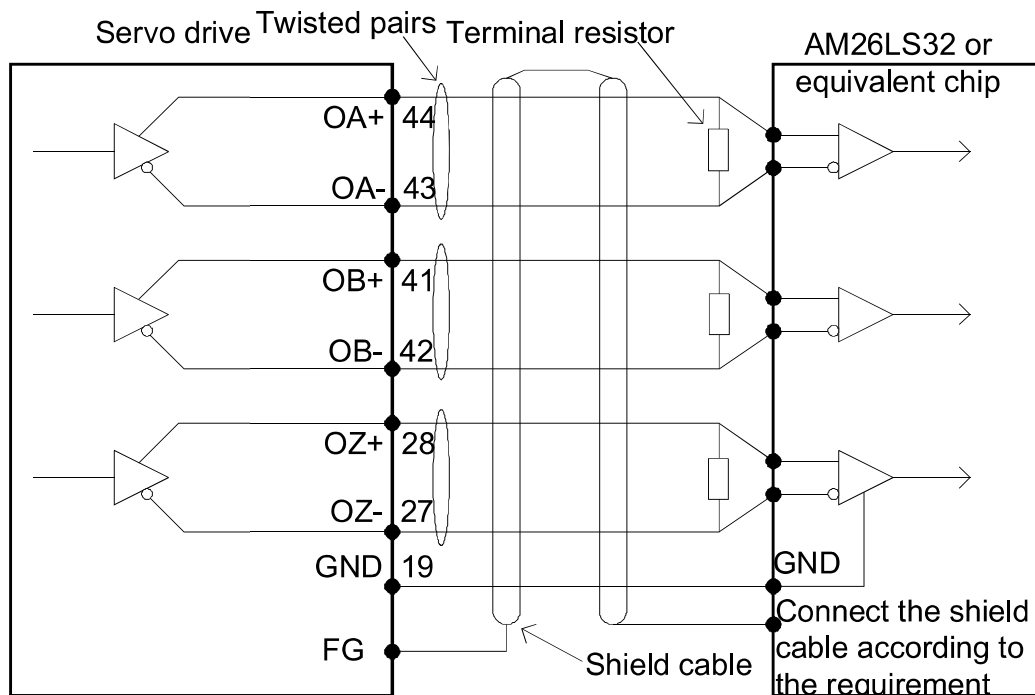 Servo drive
Twisted pairs
Terminal resistor
AM26LS32 or
equivalent chip
OA+ 44
OA- 43
OB+ 41
OB- 42
OZ+ 28
OZ- 27
GND 19
GND
FG
Shield cable
Connect the shield
cable according to
the requirement